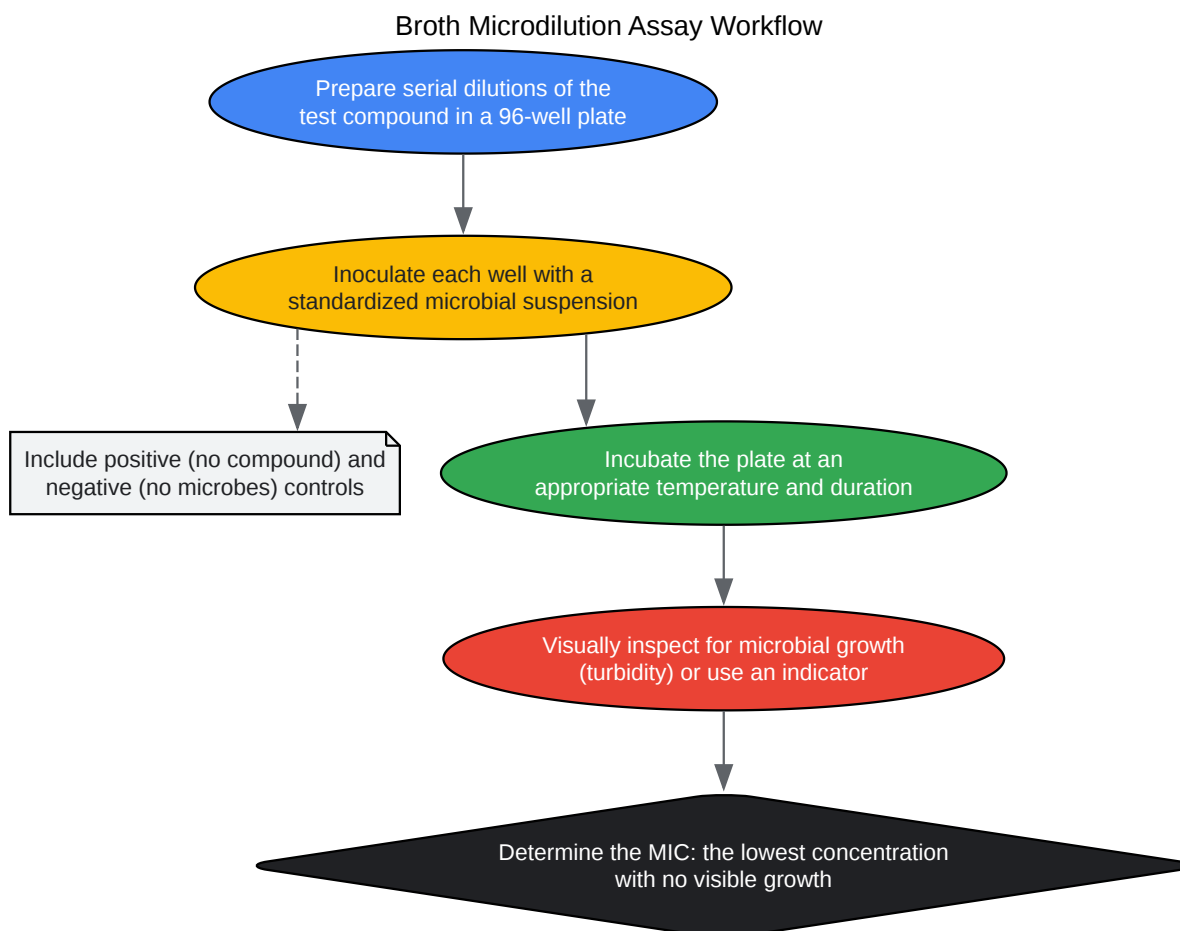 Broth Microdilution Assay Workflow
Prepare serial dilutions of the
test compound in a 96-well plate
Inoculate each well with a
standardized microbial suspension
Include positive (no compound) and
negative (no microbes) controls
Incubate the plate at an
appropriate temperature and duration
Visually inspect for microbial growth
(turbidity) or use an indicator
Determine the MIC: the lowest concentration
with no visible growth